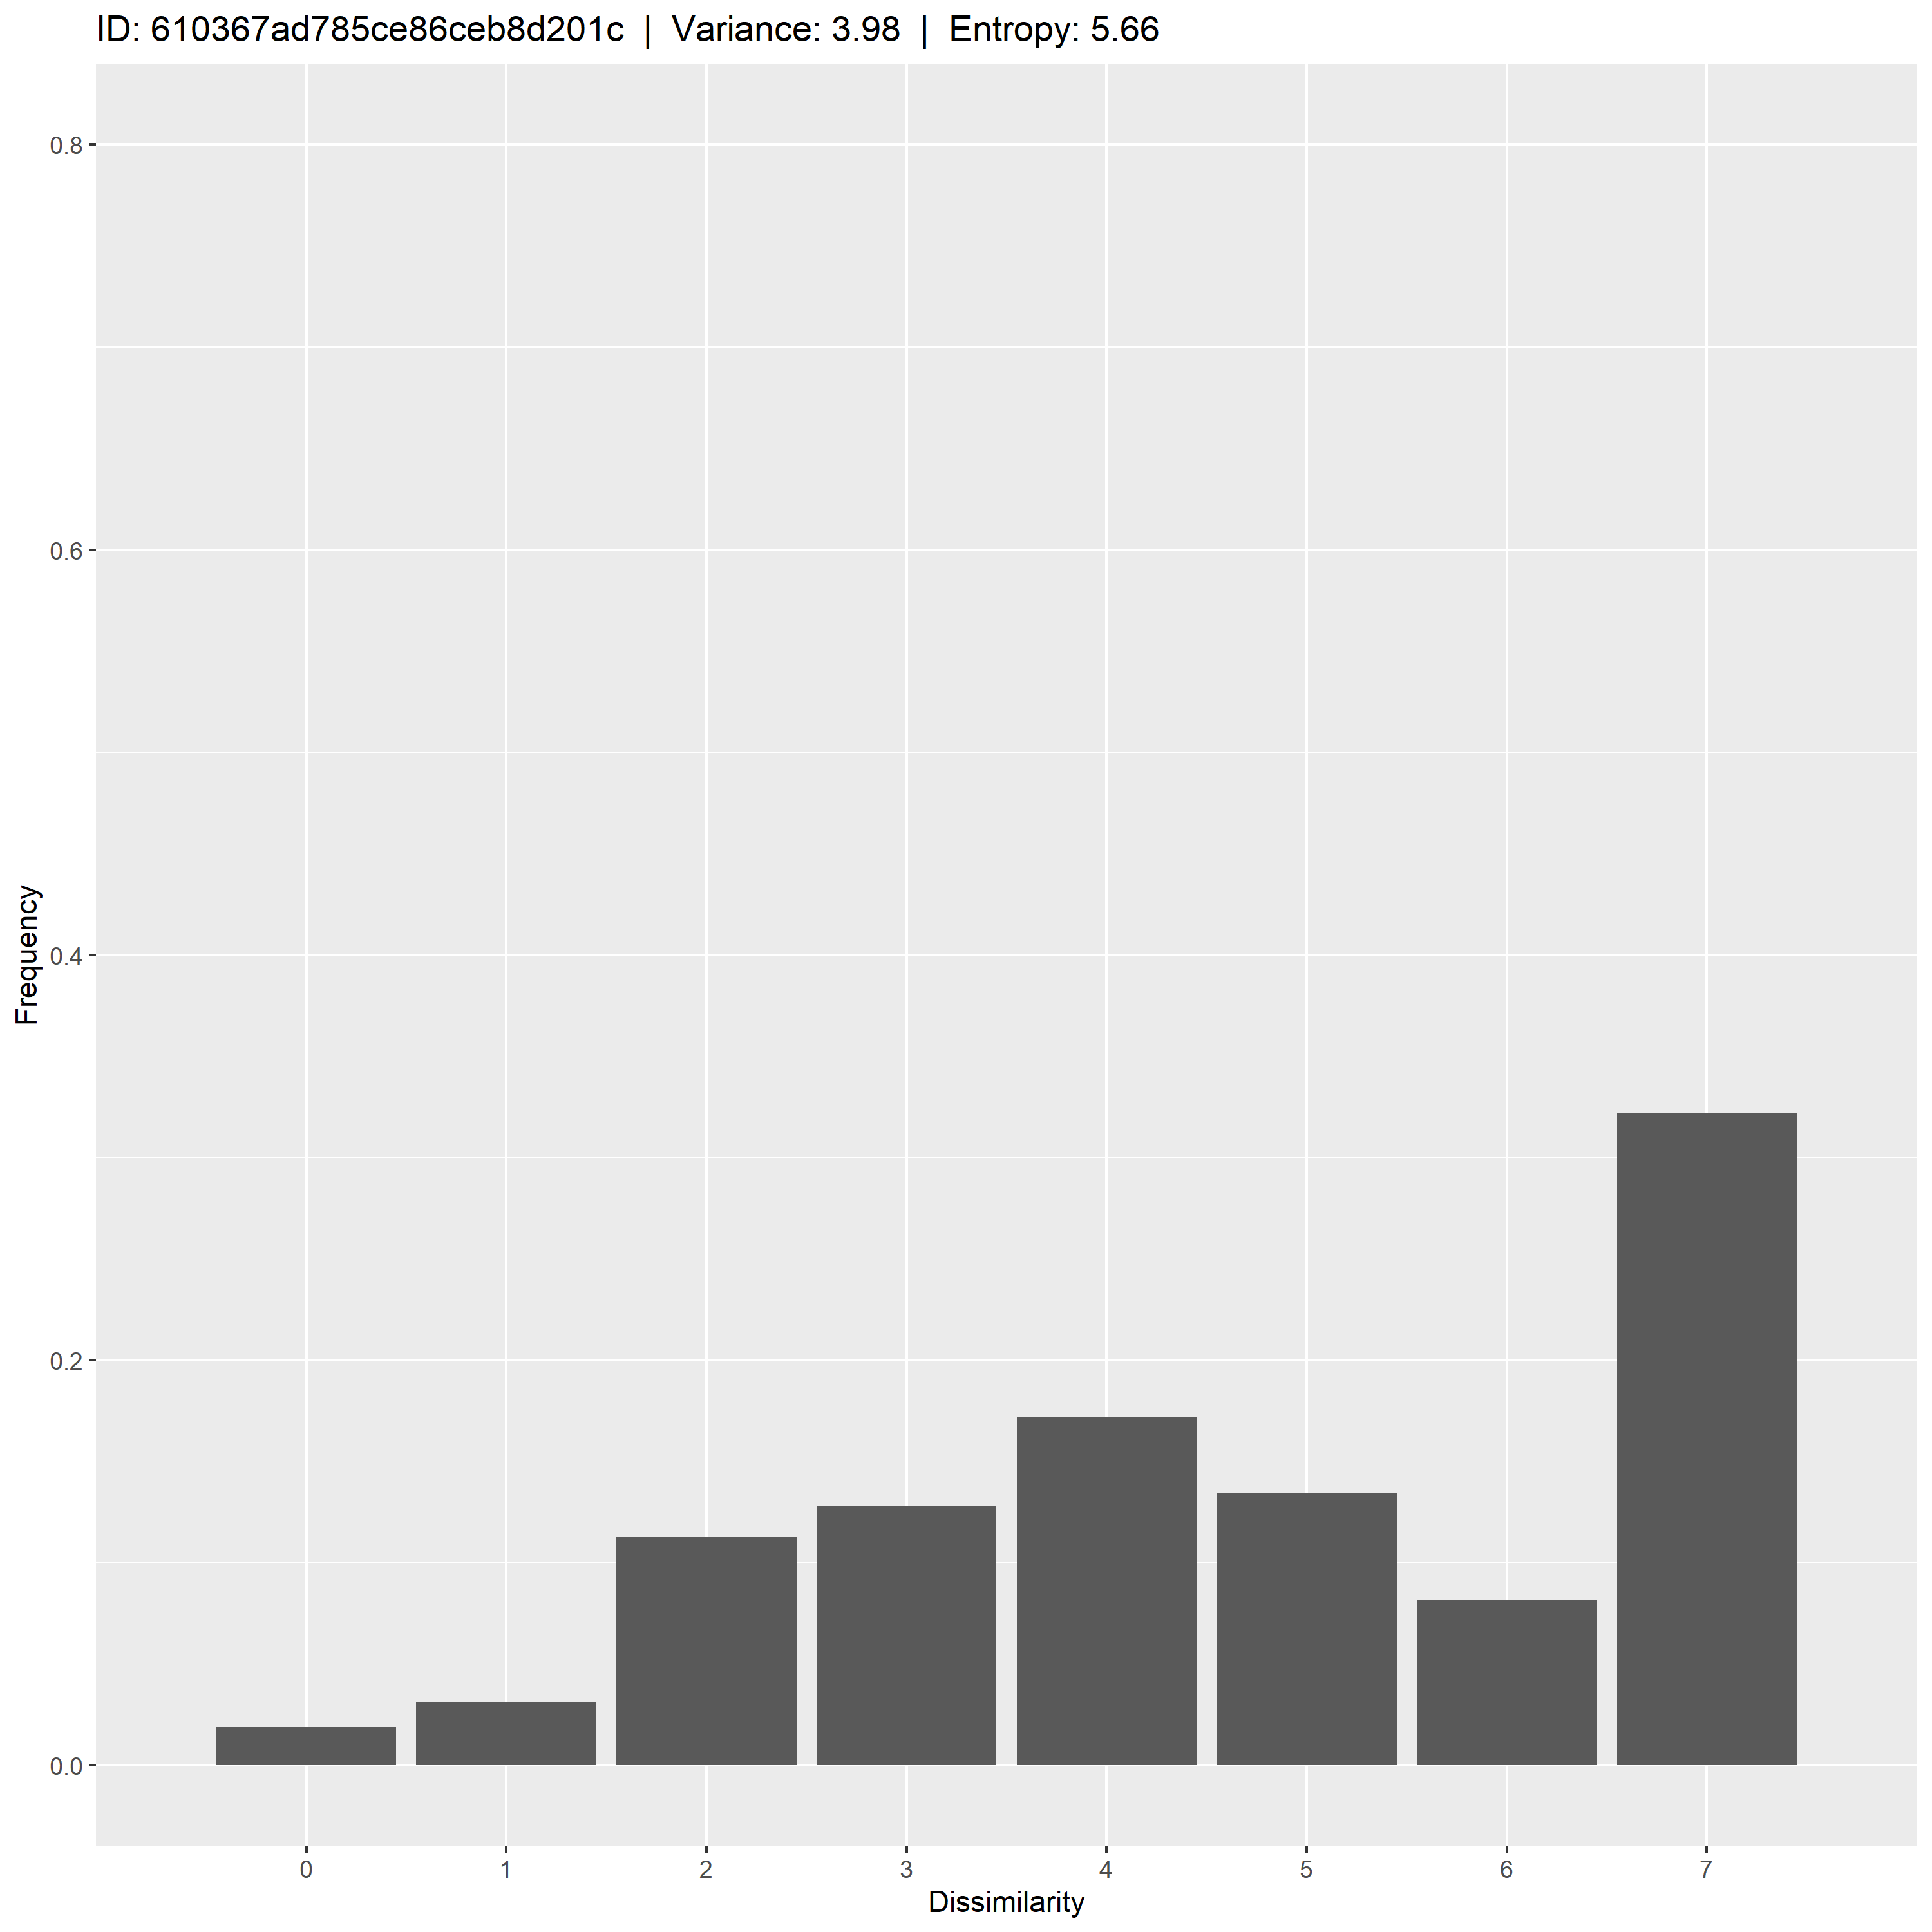 ID: 610367ad785ce86ceb8d201c | Variance: 3.98 | Entropy: 5.66
Frequency
0.8
0.6
0.4
0.2
0.0
0 1 2 3 4 5 6 7
Dissimilarity